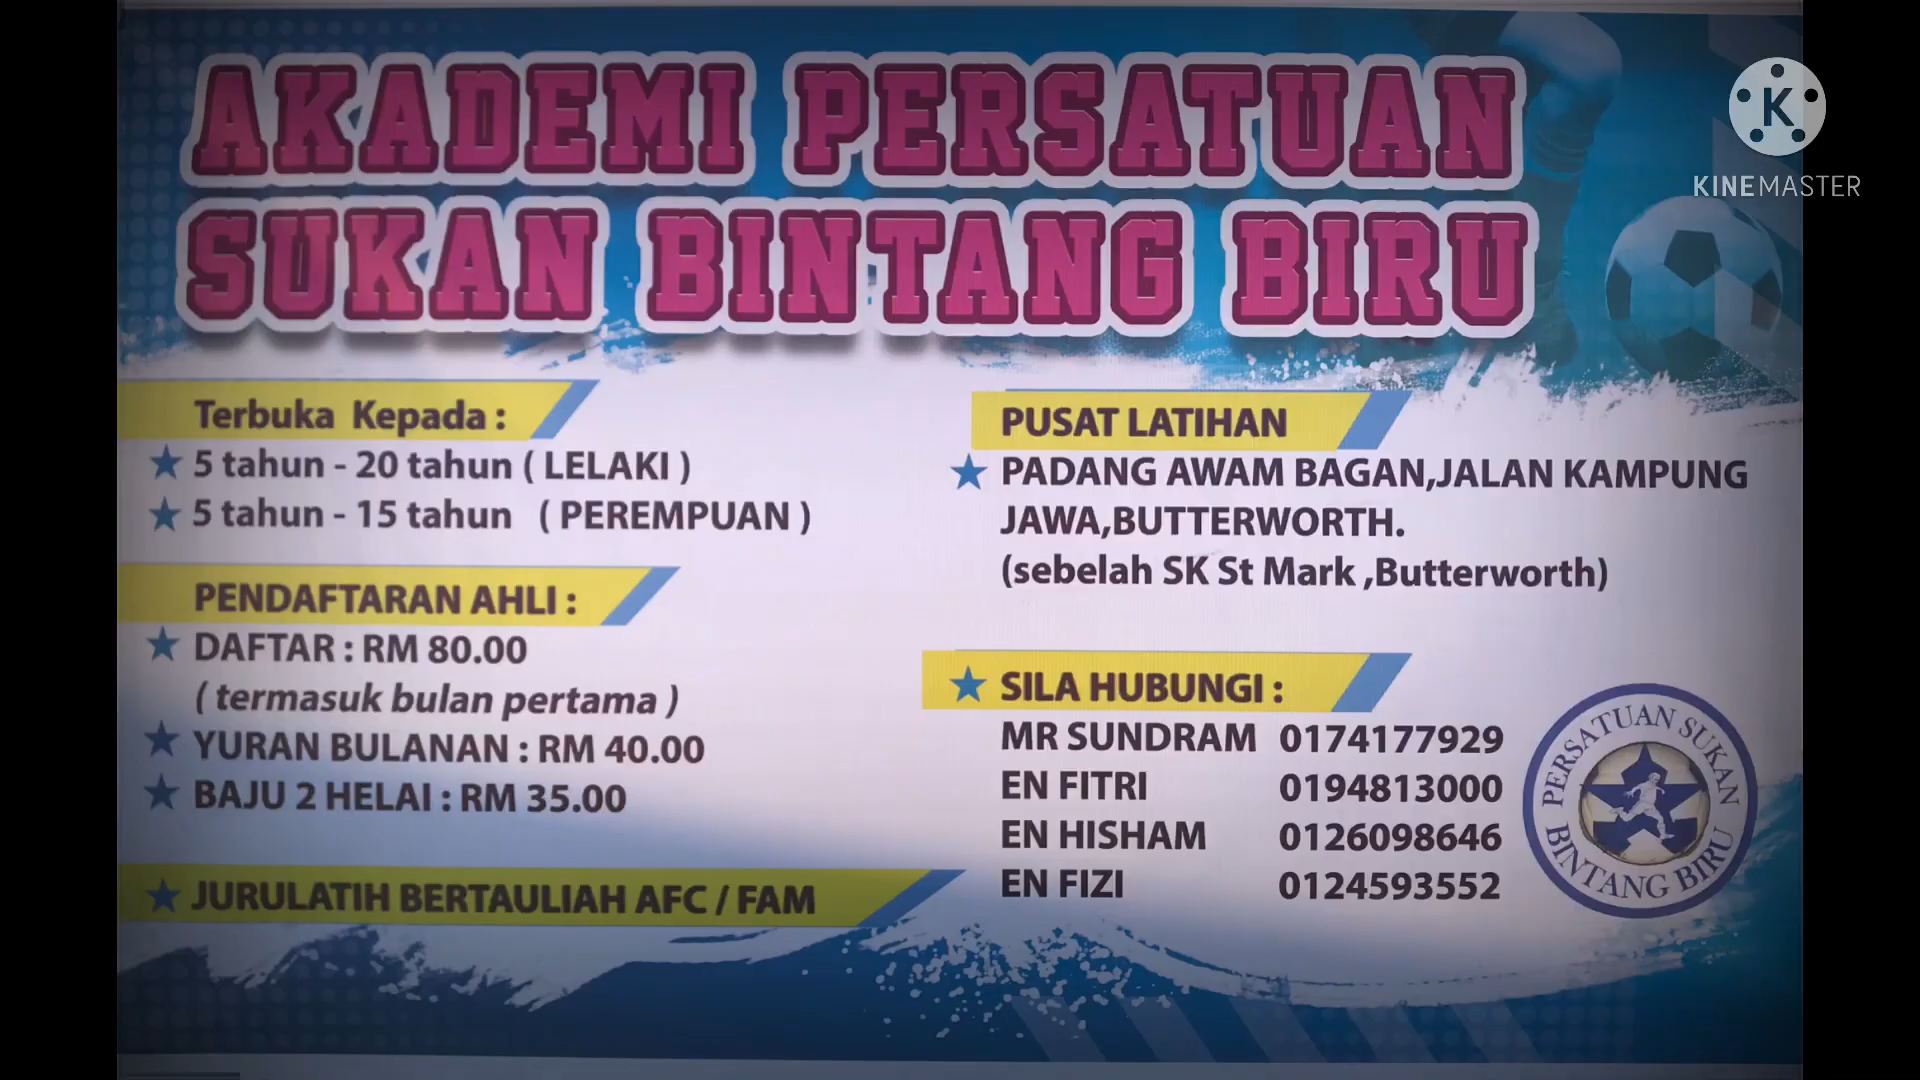 AKADEMI PERSATUAN
SUKAN BINTANG BIRU
KINEMASTER
Terbuka Kepada :
5 tahun - 20 tahun ( LELAKI )
5 tahun - 15 tahun ( PEREMPUAN )
PENDAFTARAN AHLI :
DAFTAR : RM 80.00
( termasuk bulan pertama )
YURAN BULANAN : RM 40.00
BAJU 2 HELAI : RM 35.00
JURULATIH BERTAULIAH AFC / FAM
PUSAT LATIHAN
PADANG AWAM BAGAN,JALAN KAMPUNG
JAWA,BUTTERWORTH.
(sebelah SK St Mark ,Butterworth)
SILA HUBUNGI :
MR SUNDRAM 0174177929
EN FITRI 0194813000
EN HISHAM 0126098646
EN FIZI 0124593552
PERSATUAN SUKAN
BINTANG BIRU